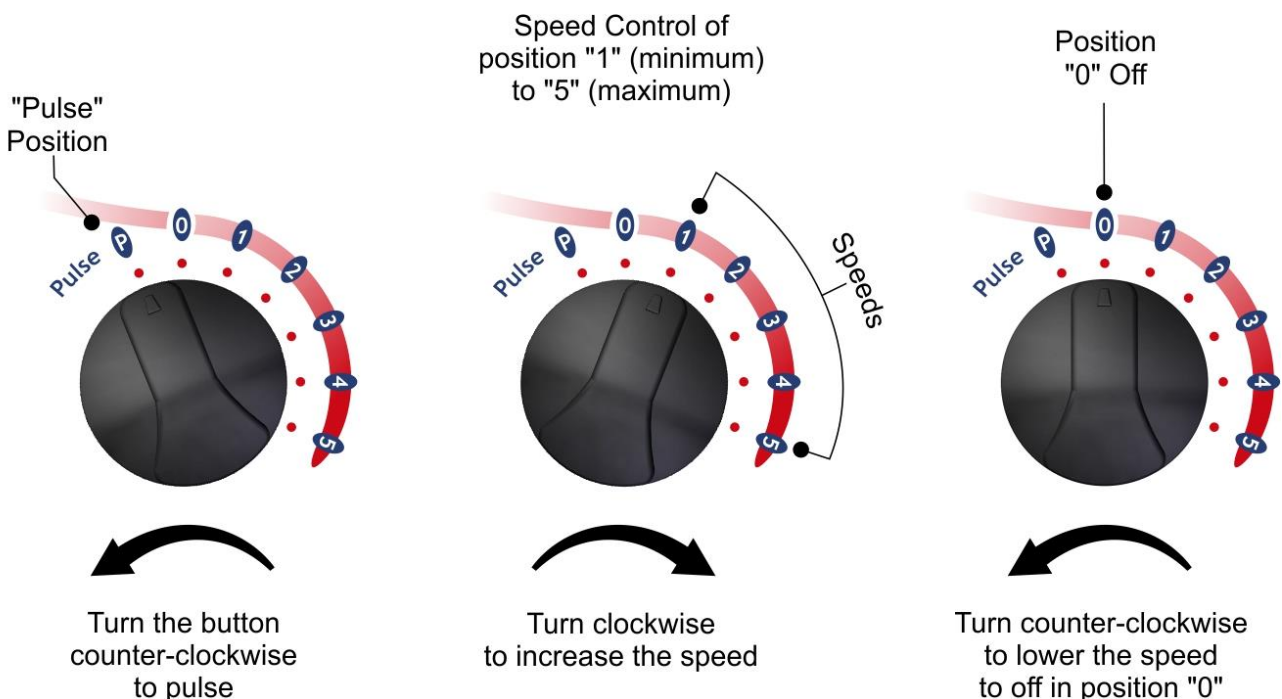 "Pulse"
Position
P
Pulse
0
1
2
3
4
5
Turn the button
counter-clockwise
to pulse
Speed Control of
position "1" (minimum)
to "5" (maximum)
P
Pulse
0
1
2
3
4
5
Speeds
Turn clockwise
to increase the speed
Position
"0" Off
P
Pulse
0
1
2
3
4
5
Turn counter-clockwise
to lower the speed
to off in position "0"